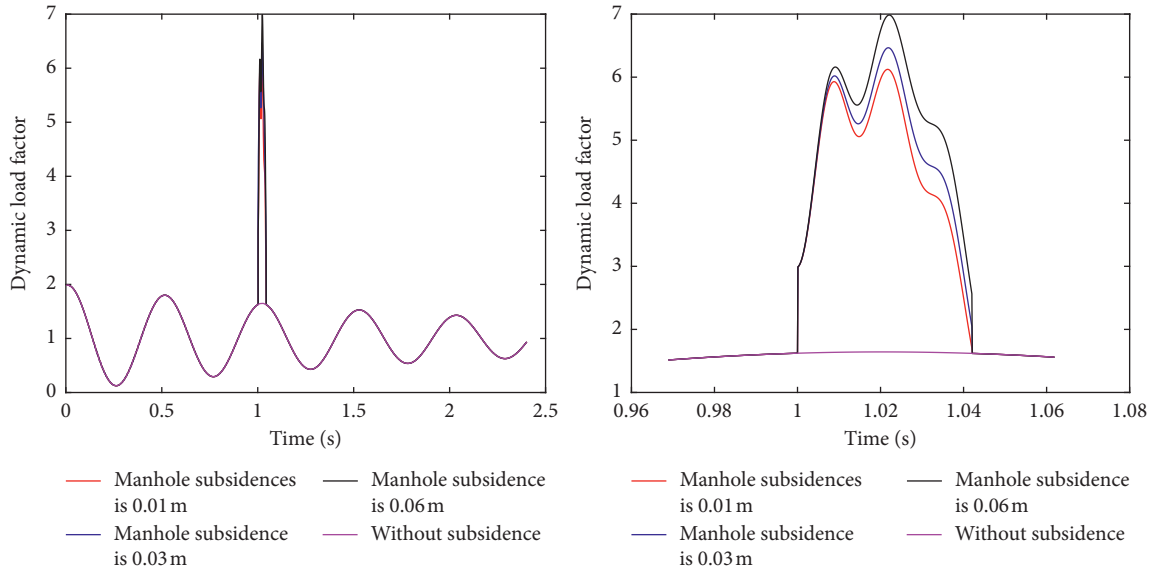 7
6
5
4
3
2
1
0
Dynamic load factor
0 0.5 1 1.5 2 2.5
Time (s)
Manhole subsidences
is 0.01 m
Manhole subsidence
is 0.03 m
Manhole subsidence
is 0.06 m
Without subsidence
7
6
5
4
3
2
1
Dynamic load factor
0.96 0.98 1 1.02 1.04 1.06 1.08
Time (s)
Manhole subsidences
is 0.01 m
Manhole subsidence
is 0.03 m
Manhole subsidence
is 0.06 m
Without subsidence